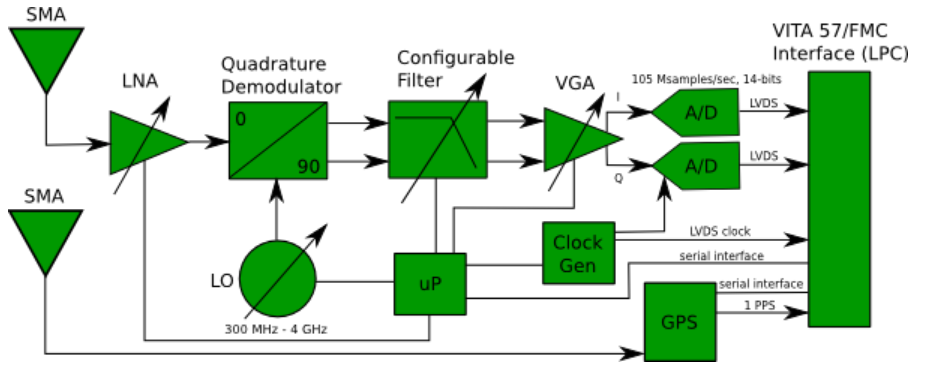 SMA
VITA 57/FMC
Interface (LPC)
LNA
Quadrature
Demodulator
Configurable
Filter
VGA
105 Msamples/sec, 14-bits
I
A/D
LVDS
0
90
Q
A/D
LVDS
SMA
LO
300 MHz - 4 GHz
uP
Clock
Gen
LVDS clock
serial interface
serial interface
GPS
1 PPS